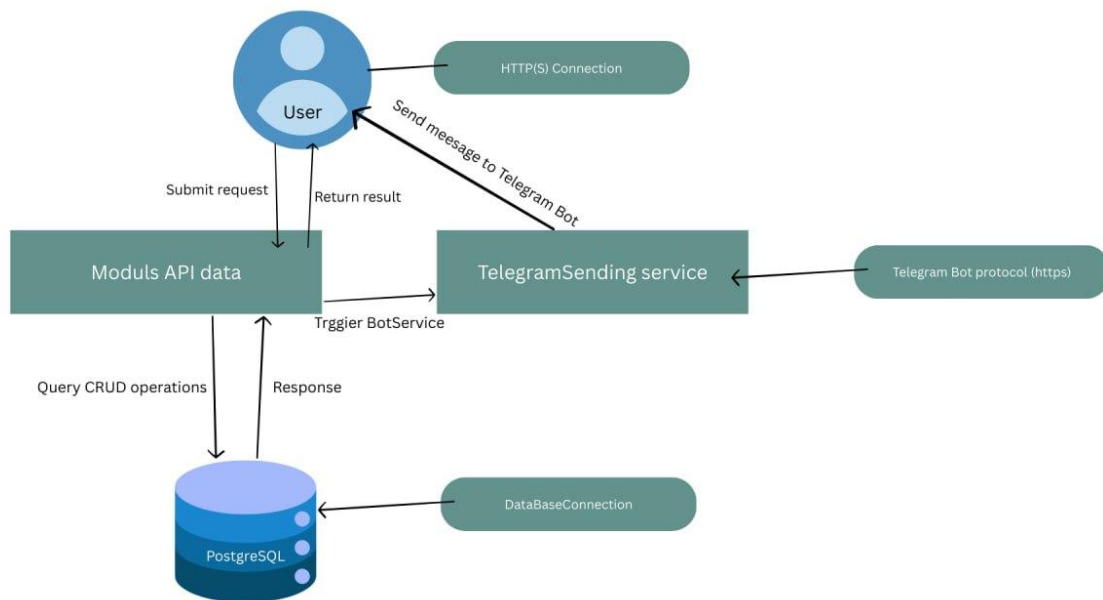 HTTP(S) Connection
User
Send meesage to Telegram Bot
Submit request
Return result
Moduls API data
TelegramSending service
Telegram Bot protocol (https)
Trggier BotService
Query CRUD operations
Response
DataBaseConnection
PostgreSQL